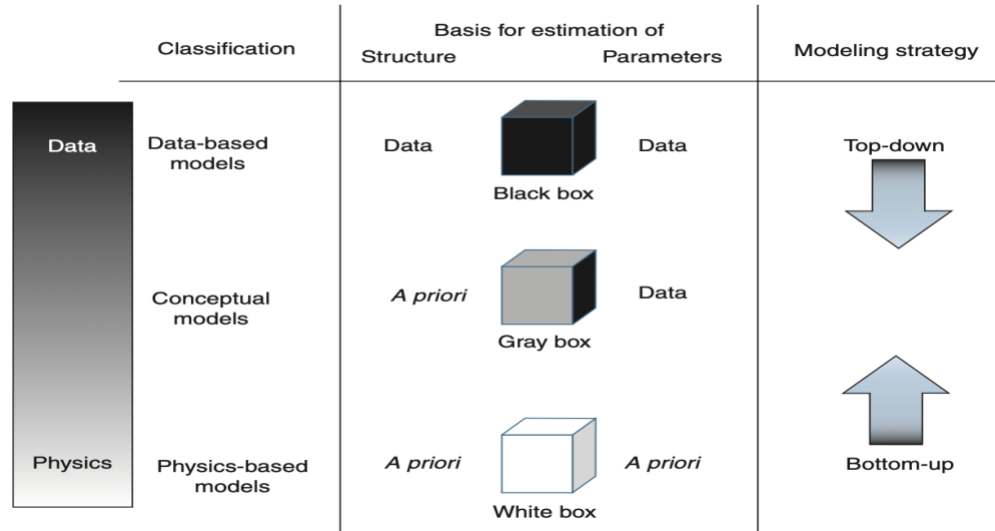 Classification
Basis for estimation of
Structure
Parameters
Modeling strategy
Data
Data-based
models
Data
Data
Black box
Top-down
Conceptual
models
A priori
Data
Gray box
Physics
Physics-based
models
A priori
A priori
White box
Bottom-up